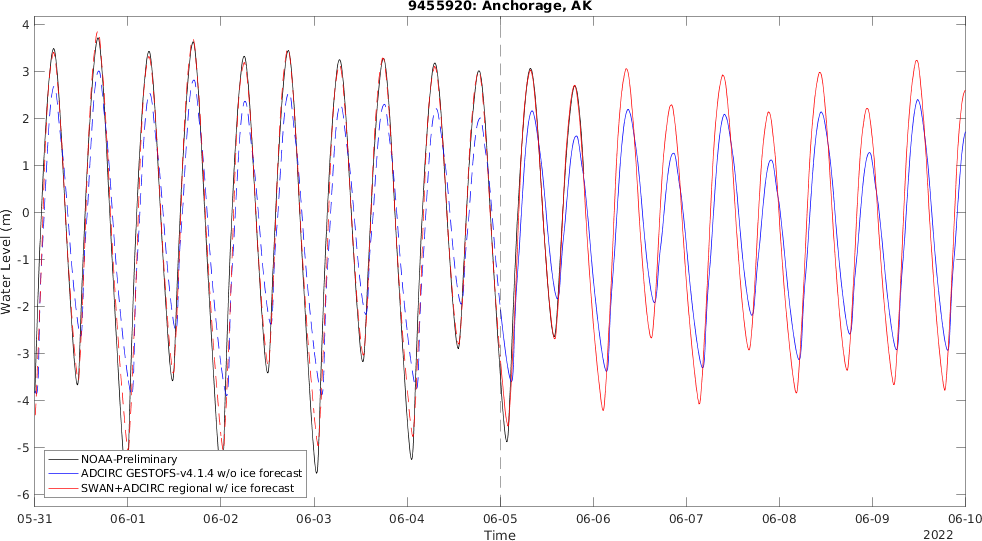 9455920: Anchorage, AK
4
3
2
1
0
-1
-2
-3
-4
-5
-6
Water Level (m)
NOAA-Preliminary
ADCIRC GESTOFS-v4.1.4 w/o ice forecast
SWAN+ADCIRC regional w/ ice forecast
05-31 06-01 06-02 06-03 06-04 06-05 06-06 06-07 06-08 06-09 06-10
Time
2022